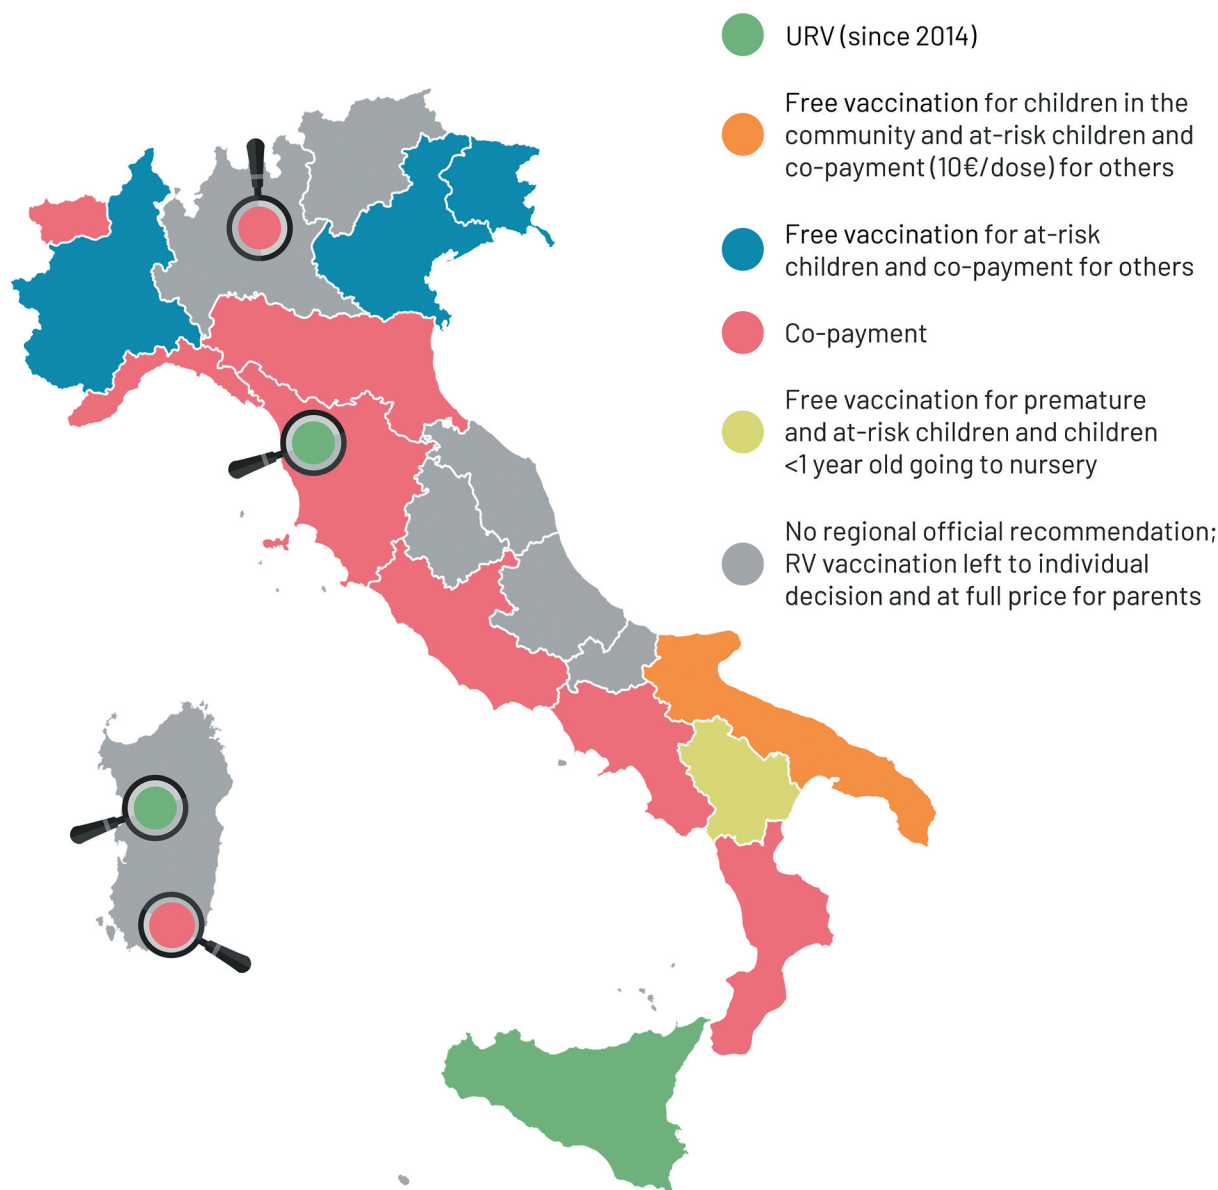 URV (since 2014)
Free vaccination for children in the
community and at-risk children and
co-payment (10€/dose) for others
Free vaccination for at-risk
children and co-payment for others
Co-payment
Free vaccination for premature
and at-risk children and children
<1 year old going to nursery
No regional official recommendation;
RV vaccination left to individual
decision and at full price for parents